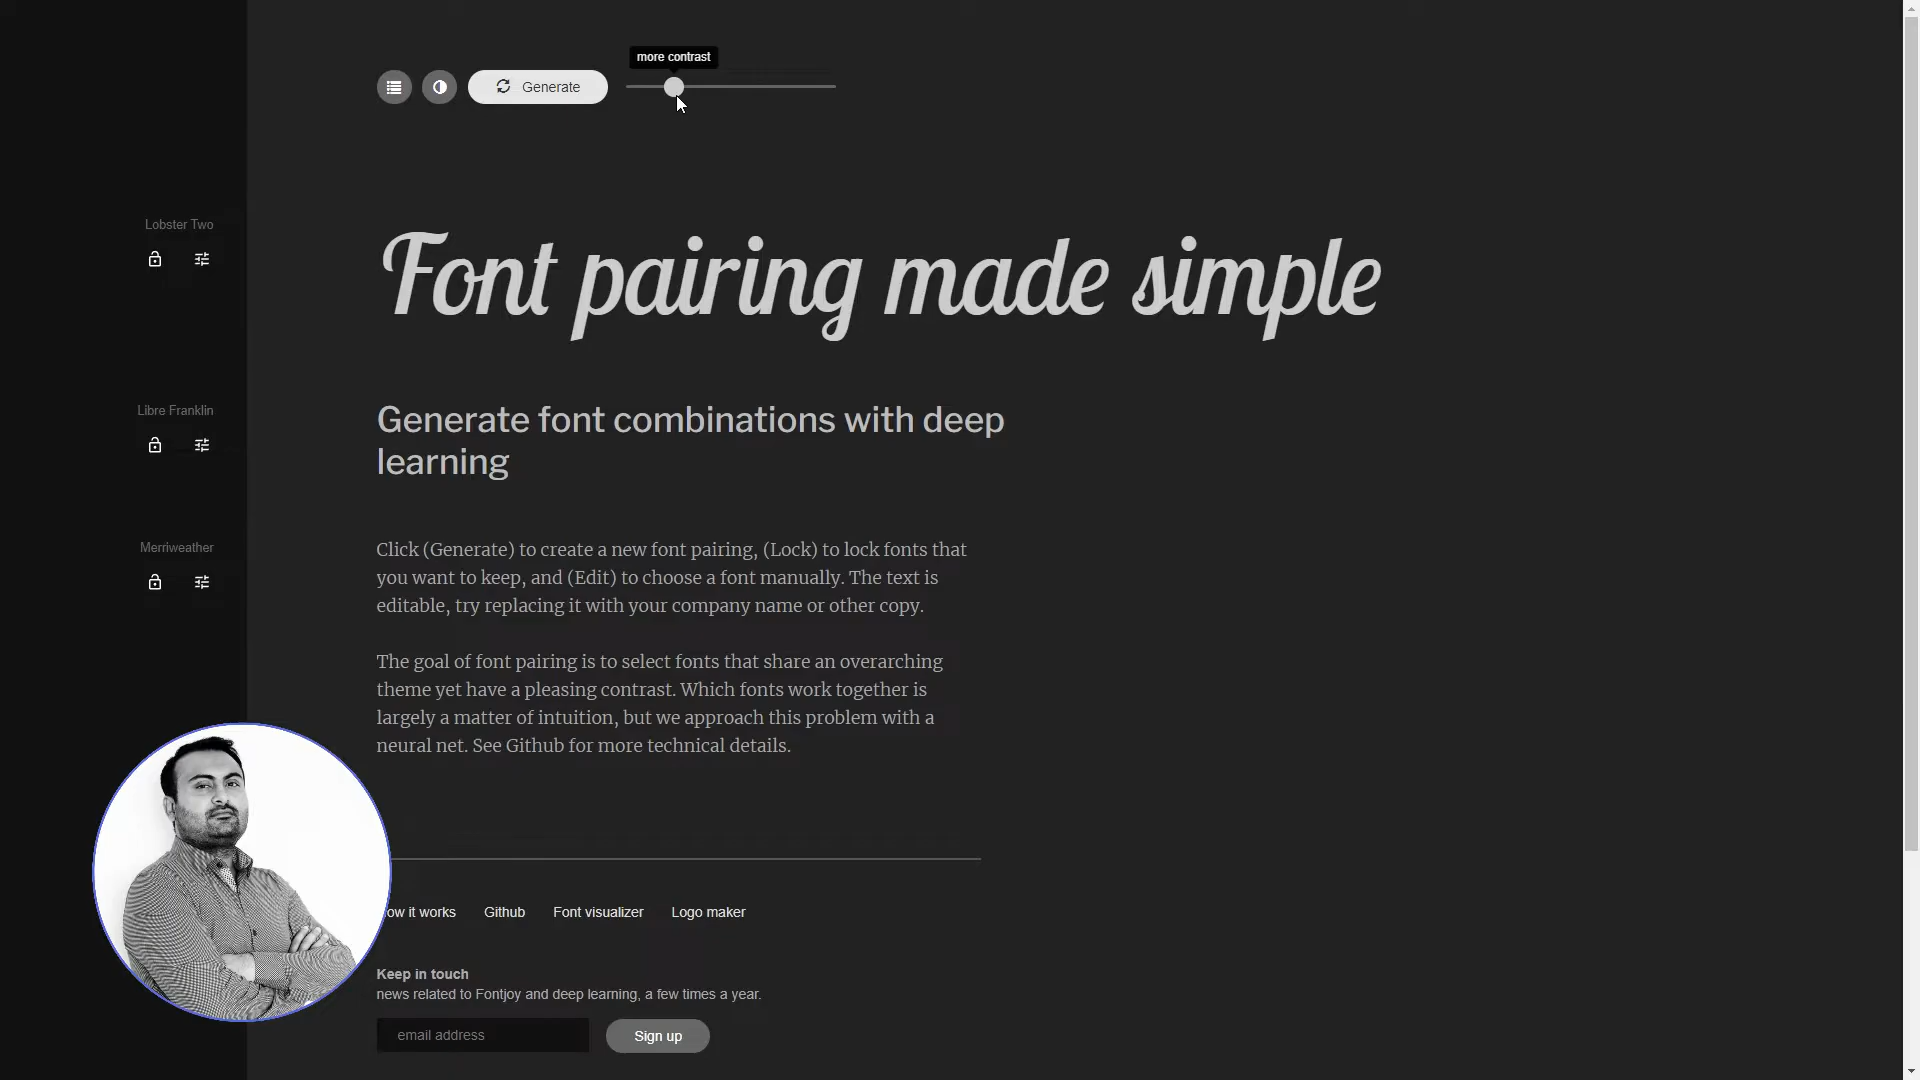 more contrast
Generate
Lobster Two
Font pairing made simple
Libre Franklin
Generate font combinations with deep
learning
Merriweather
Click (Generate) to create a new font pairing, (Lock) to lock fonts that
you want to keep, and (Edit) to choose a font manually. The text is
editable, try replacing it with your company name or other copy.
The goal of font pairing is to select fonts that share an overarching
theme yet have a pleasing contrast. Which fonts work together is
largely a matter of intuition, but we approach this problem with a
neural net. See Github for more technical details.
ow it works Github Font visualizer Logo maker
Keep in touch
news related to Fontjoy and deep learning, a few times a year.
email address Sign up